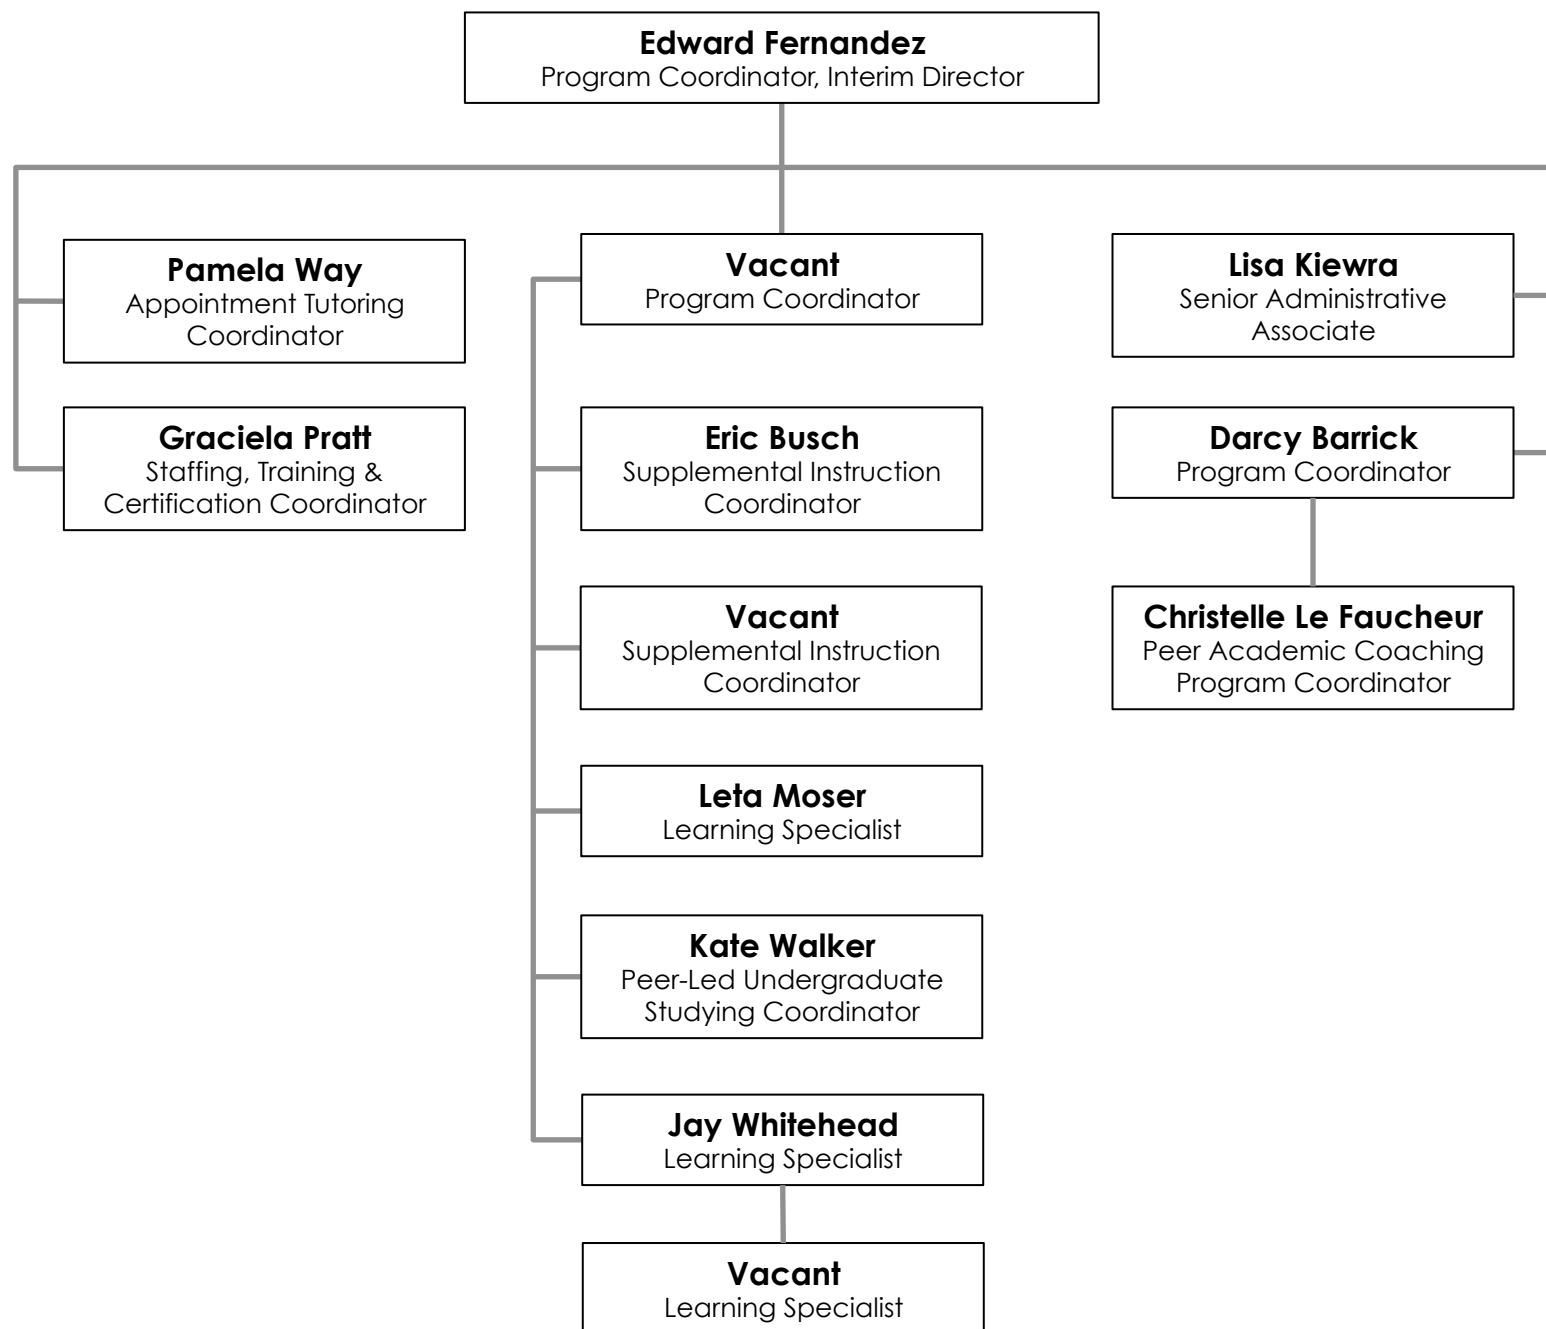 Edward Fernandez
Program Coordinator, Interim Director
Pamela Way
Appointment Tutoring
Coordinator
Graciela Pratt
Staffing, Training &
Certification Coordinator
Vacant
Program Coordinator
Eric Busch
Supplemental Instruction
Coordinator
Vacant
Supplemental Instruction
Coordinator
Leta Moser
Learning Specialist
Kate Walker
Peer-Led Undergraduate
Studying Coordinator
Jay Whitehead
Learning Specialist
Vacant
Learning Specialist
Lisa Kiewra
Senior Administrative
Associate
Darcy Barrick
Program Coordinator
Christelle Le Faucheur
Peer Academic Coaching
Program Coordinator